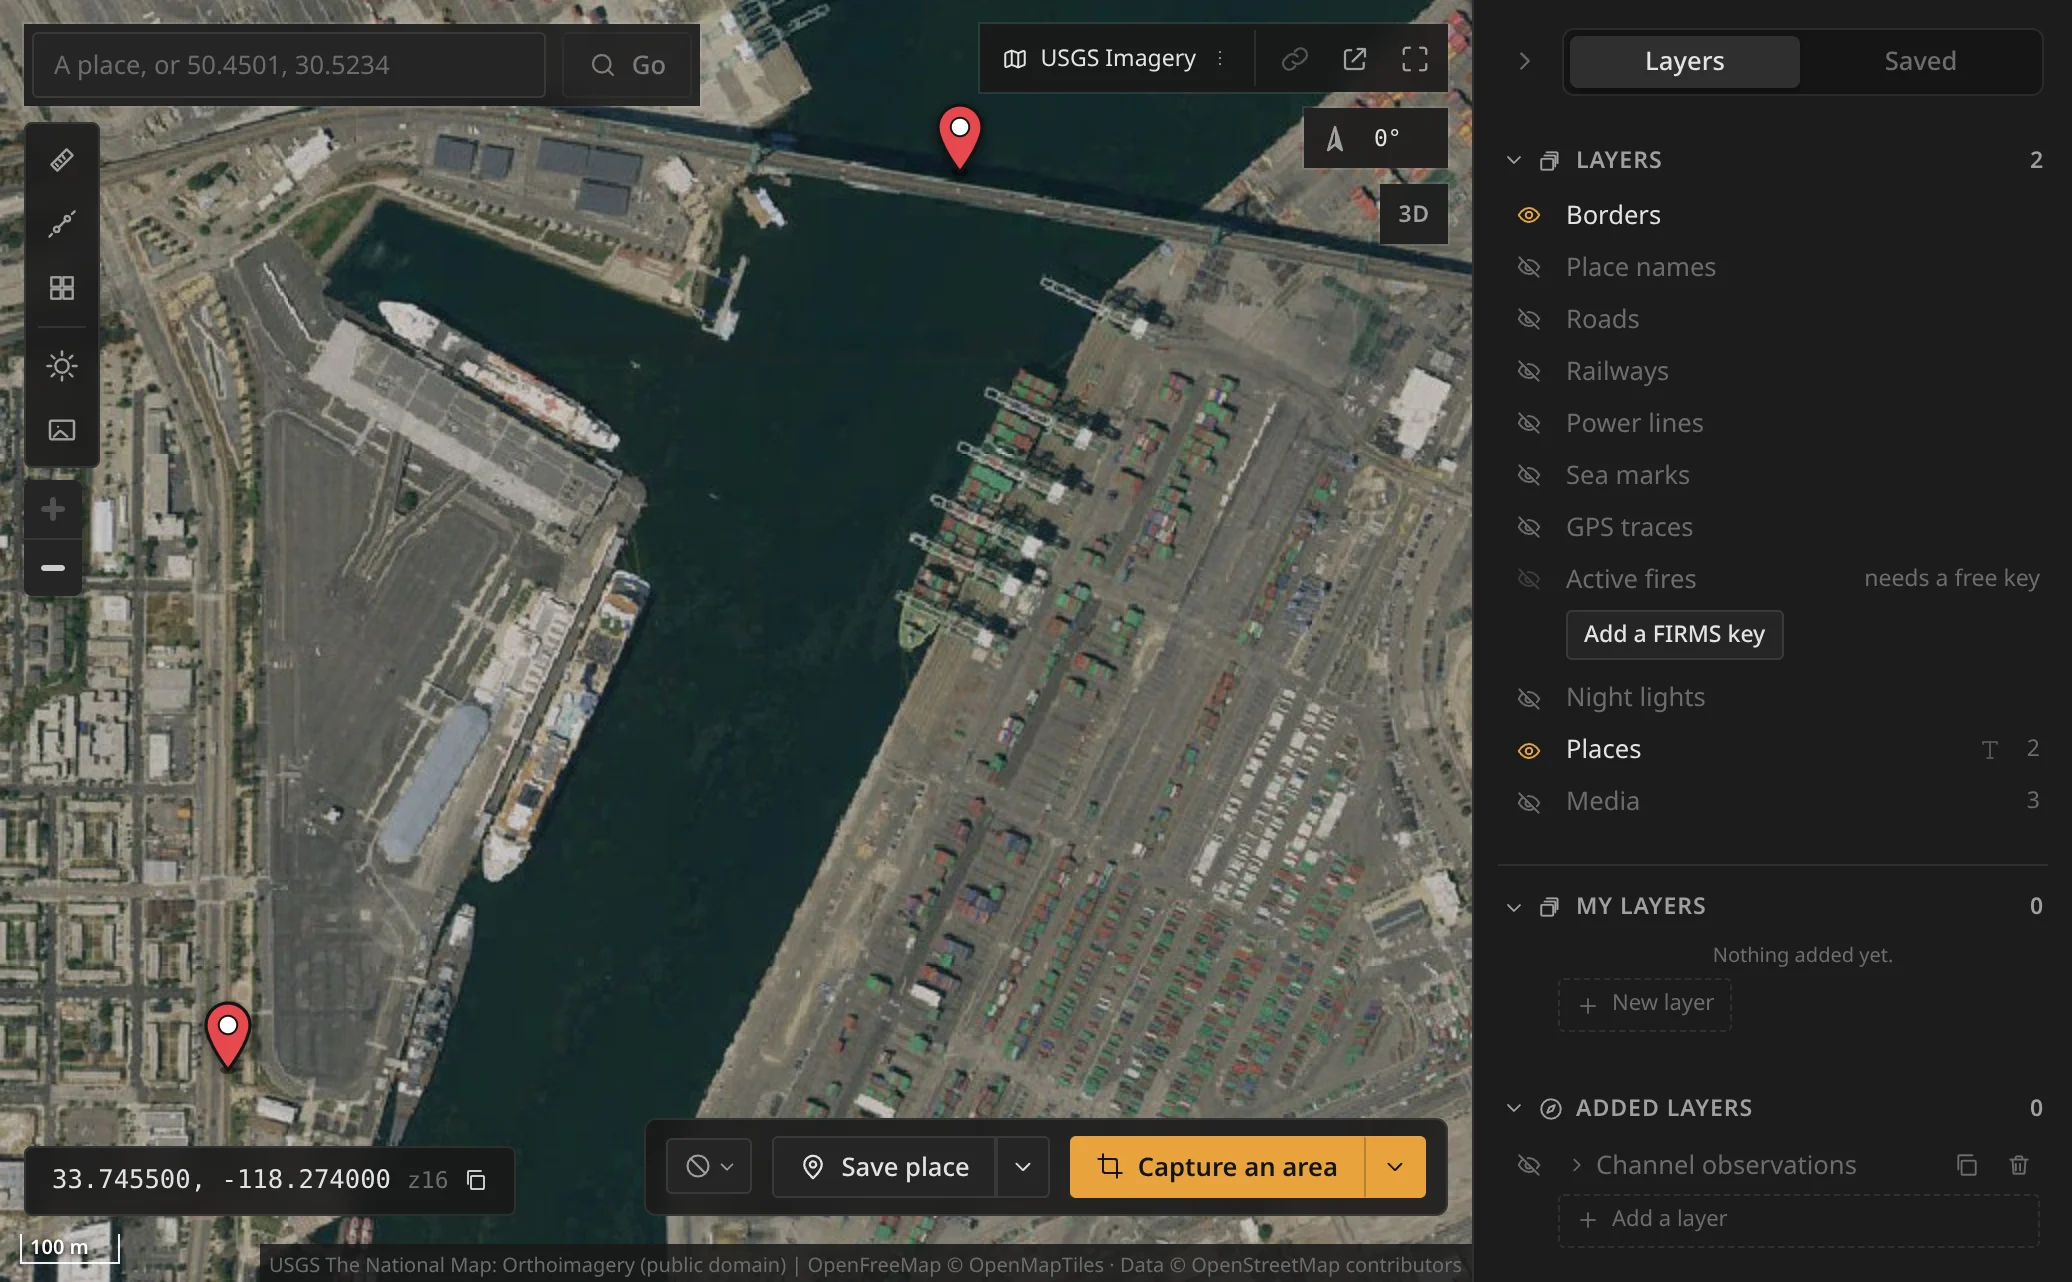 A place, or 50.4501, 30.5234
Go
USGS Imagery
0°
3D
33.745500, -118.274000 z16
100 m
Save place
Capture an area
USGS The National Map: Orthoimagery (public domain) | OpenFreeMap © OpenMapTiles · Data © OpenStreetMap contributors
Layers
Saved
LAYERS 2
Borders
Place names
Roads
Railways
Power lines
Sea marks
GPS traces
Active fires needs a free key
Add a FIRMS key
Night lights
Places 2
Media 3
MY LAYERS 0
Nothing added yet.
New layer
ADDED LAYERS 0
Channel observations
Add a layer